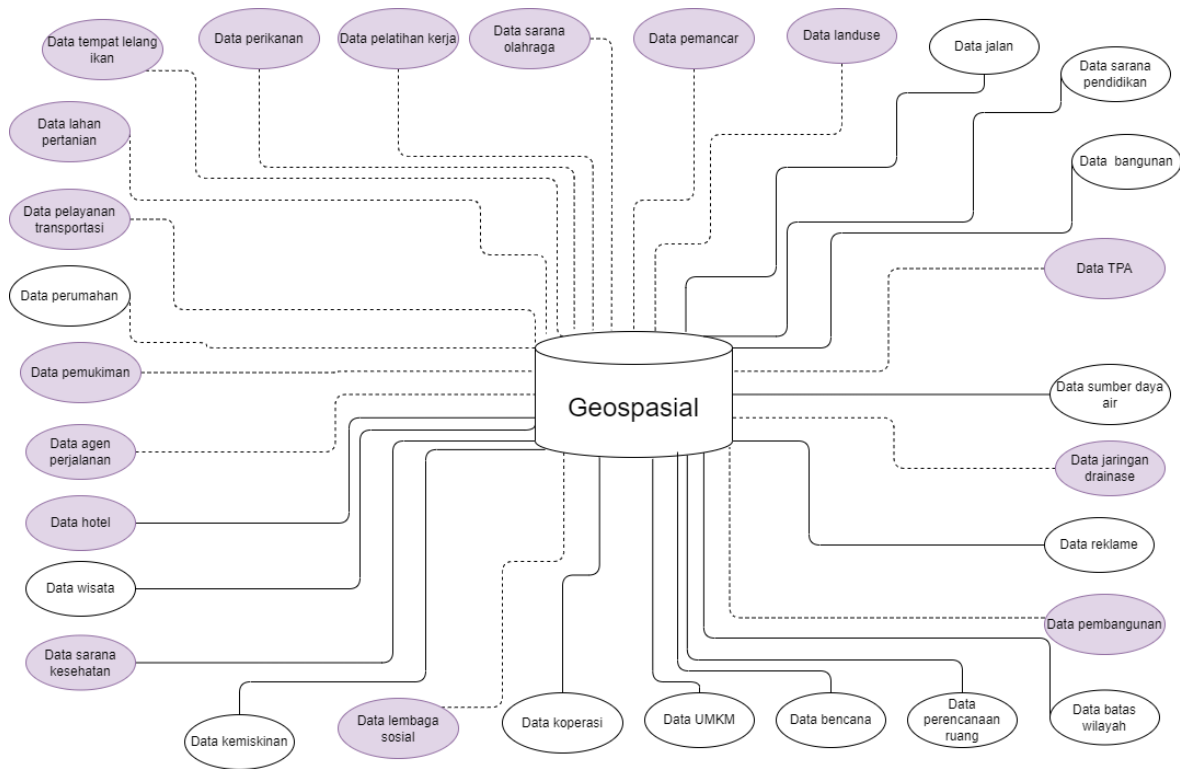 Data tempat lelang
ikan
Data perikanan
Data pelatihan kerja
Data sarana
olahraga
Data pemancar
Data landuse
Data jalan
Data sarana
pendidikan
Data lahan
pertanian
Data bangunan
Data pelayanan
transportasi
Data TPA
Data perumahan
Data pemukiman
Geospasial
Data sumber daya
air
Data agen
perjalanan
Data jaringan
drainase
Data hotel
Data reklame
Data wisata
Data pembangunan
Data sarana
kesehatan
Data kemiskinan
Data lembaga
sosial
Data koperasi
Data UMKM
Data bencana
Data
perencanaan
ruang
Data batas
wilayah